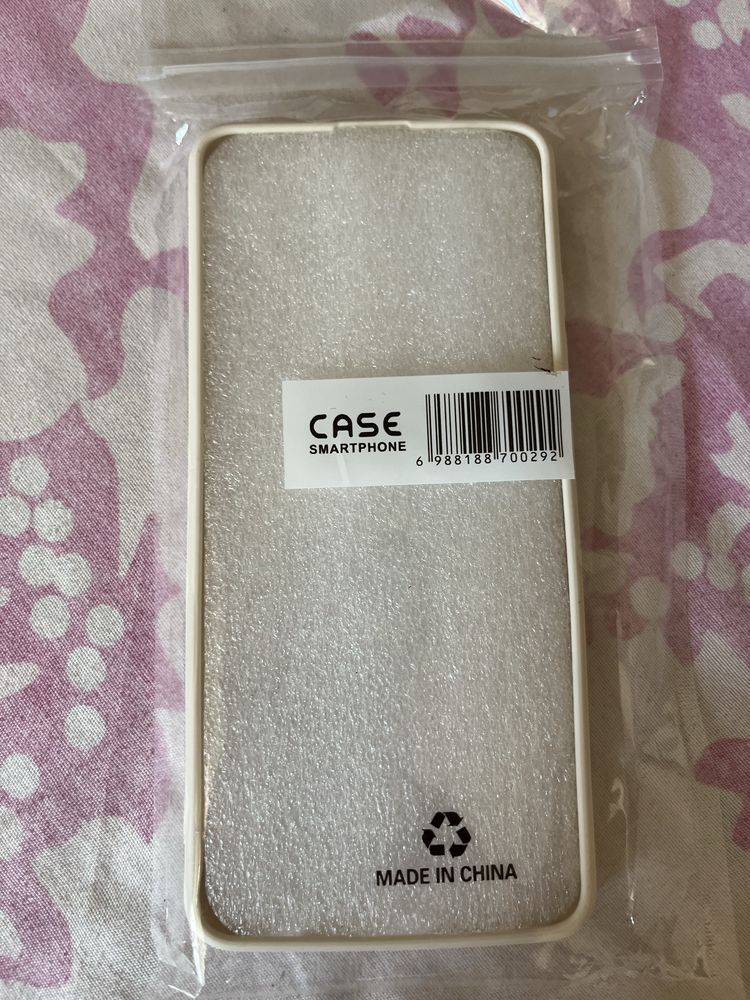 CASE
SMARTPHONE
6 988188 700292
MADE IN CHINA